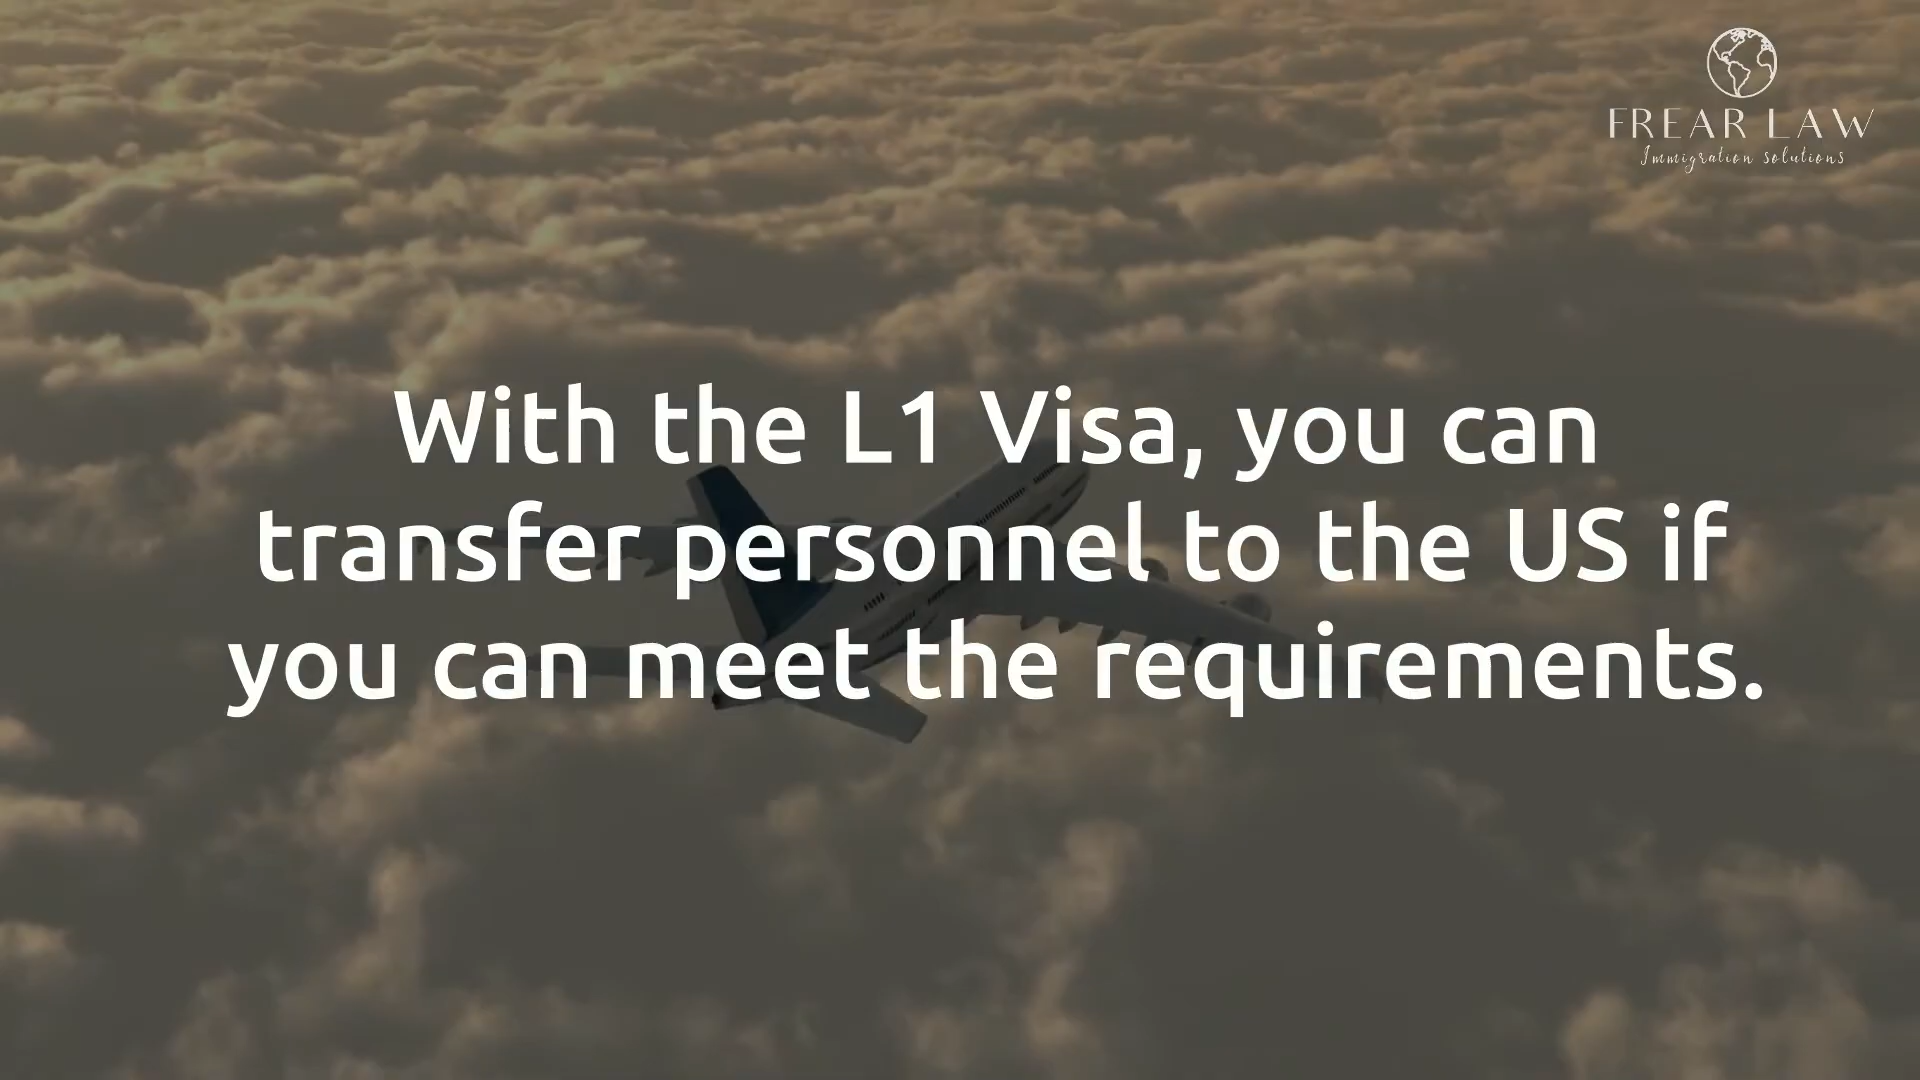 FREAR LAW
Immigration solutions
With the L1 Visa, you can
transfer personnel to the US if
you can meet the requirements.